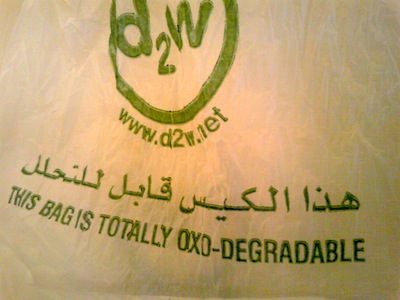 d2w
www.d2w.net
هذا الكيس قابل للتحلل
THIS BAG IS TOTALLY OXO-DEGRADABLE